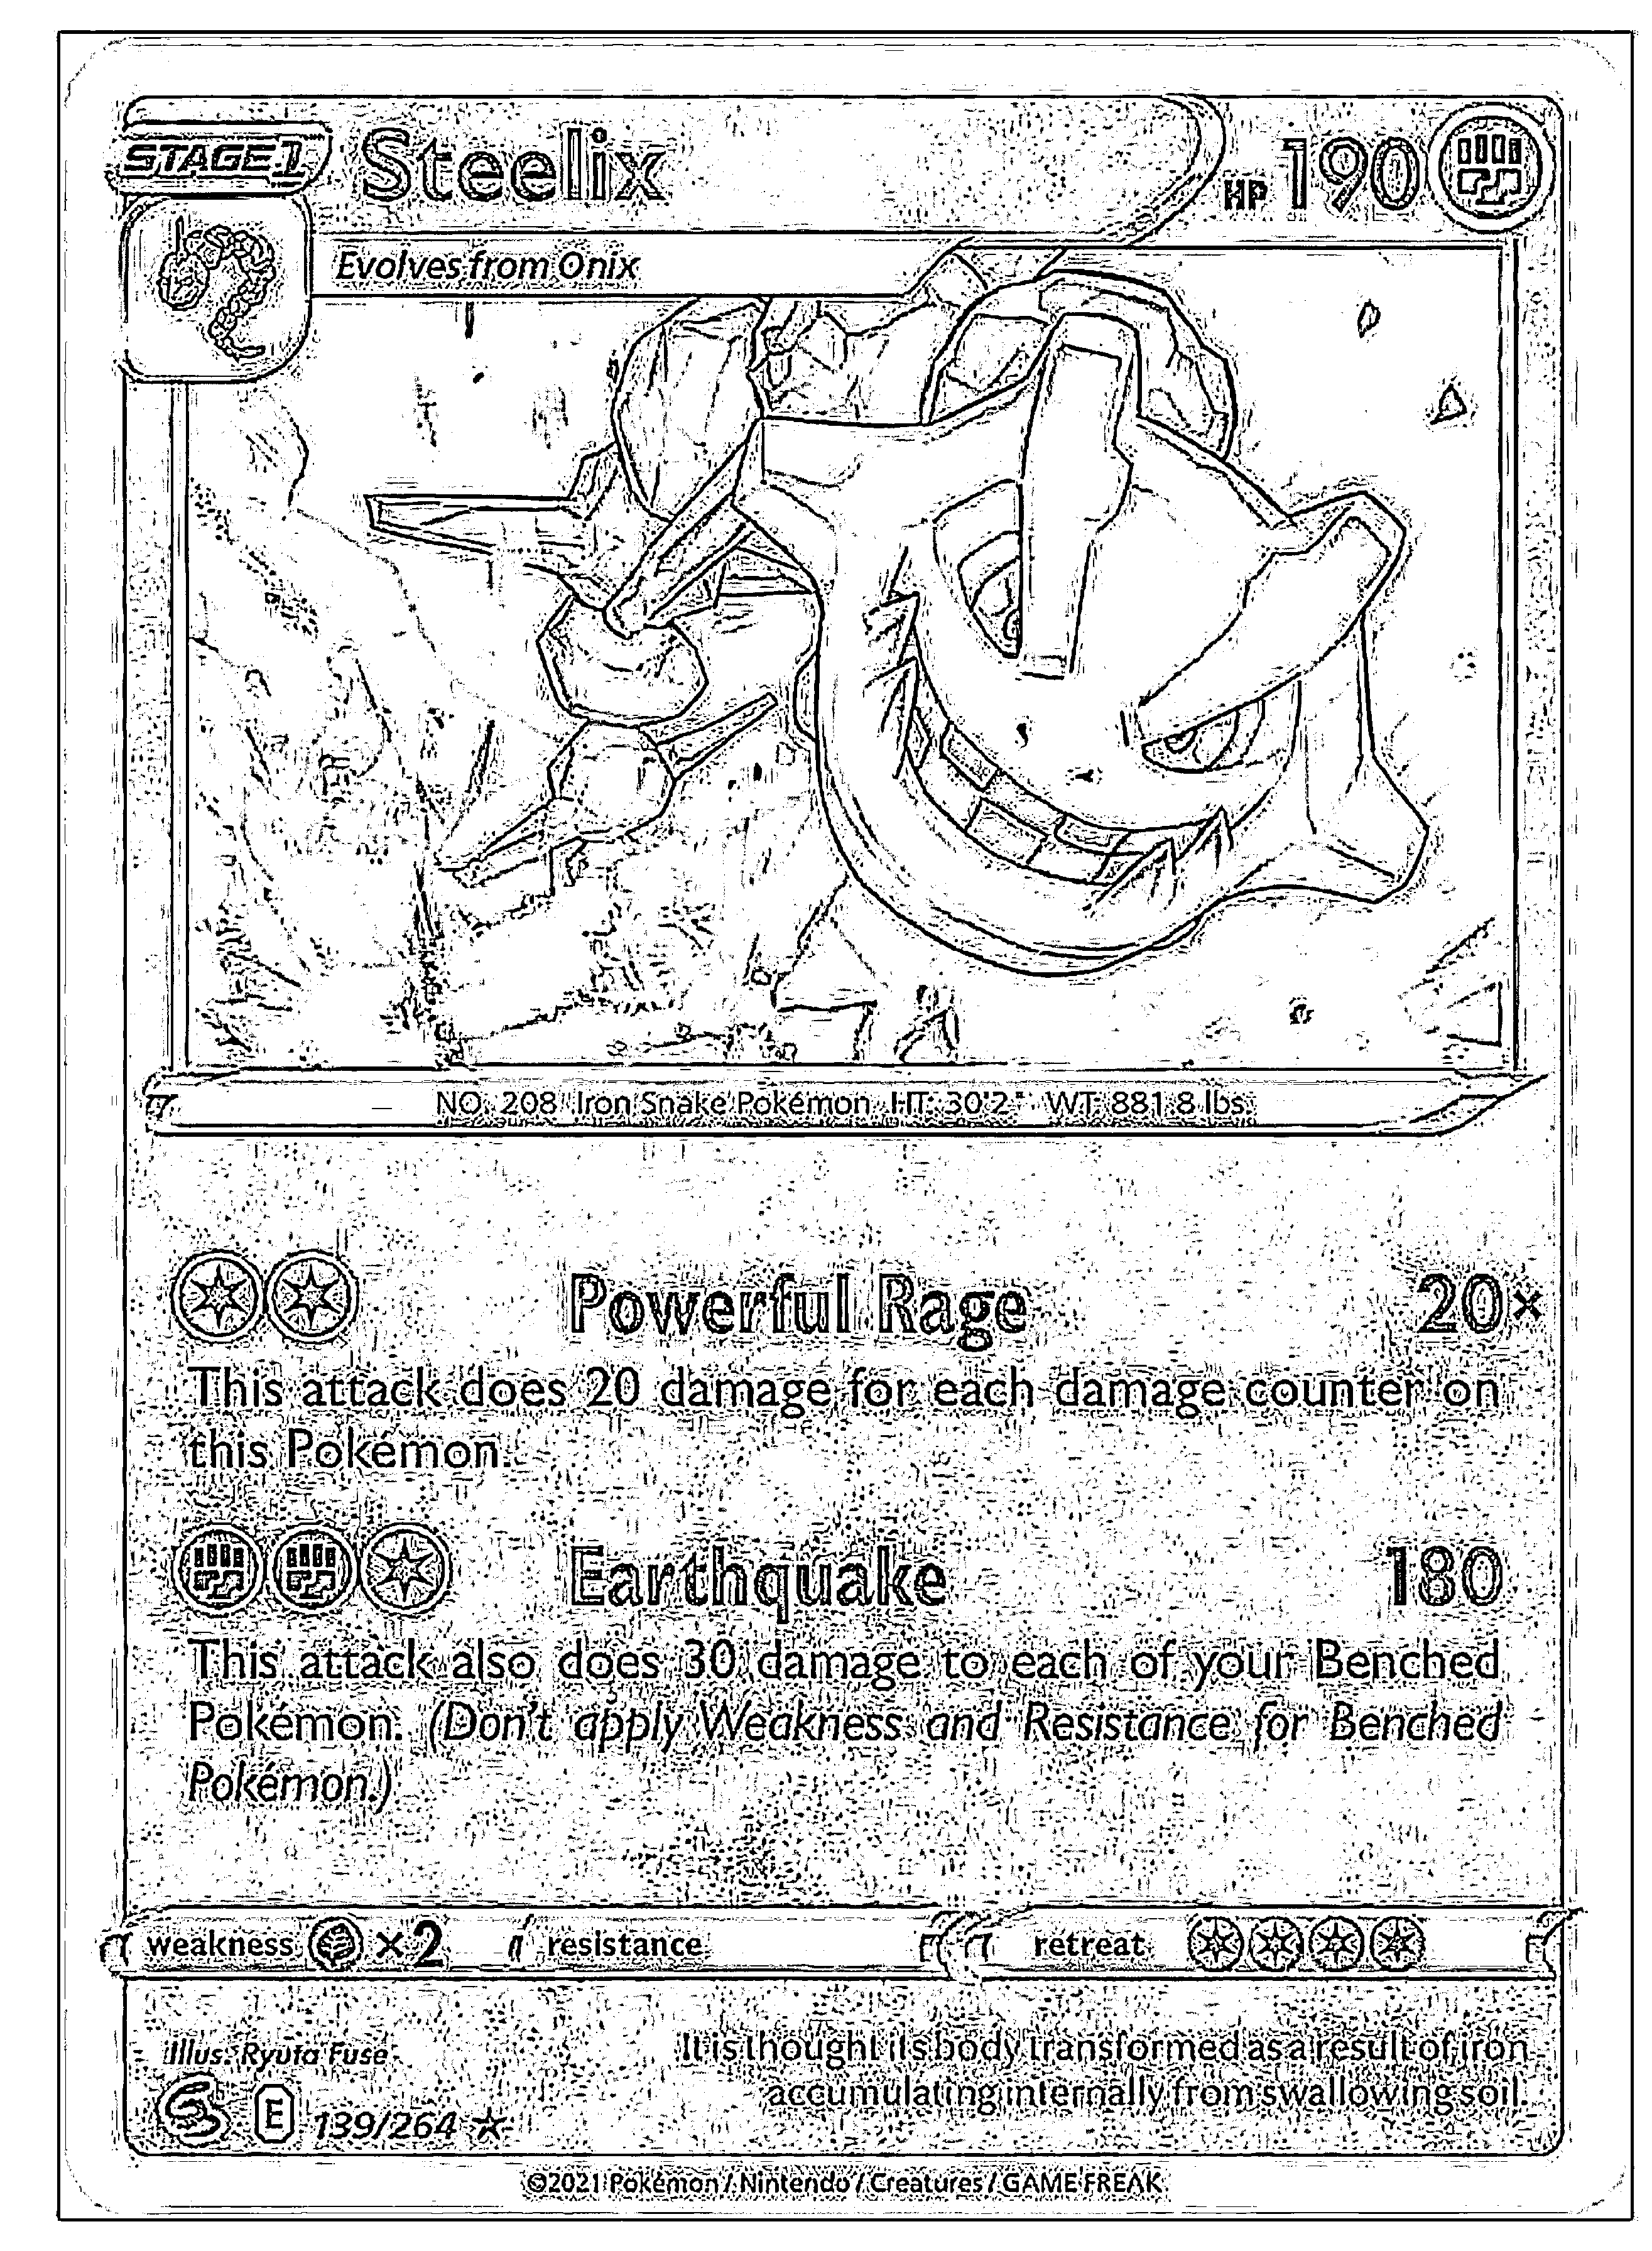 STAGE 1 Steelix HP 190
Evolves from Onix
NO. 208 Iron Snake Pokémon HT: 30'2" WT: 881.8 lbs.
Powerful Rage 20×
This attack does 20 damage for each damage counter on
this Pokémon.
Earthquake 180
This attack also does 30 damage to each of your Benched
Pokémon. (Don't apply Weakness and Resistance for Benched
Pokémon.)
weakness ×2 resistance retreat
Illus. Ryuta Fuse
It is thought its body transformed as a result of iron
accumulating internally from swallowing soil.
E 139/264 ★
©2021 Pokémon / Nintendo / Creatures / GAME FREAK